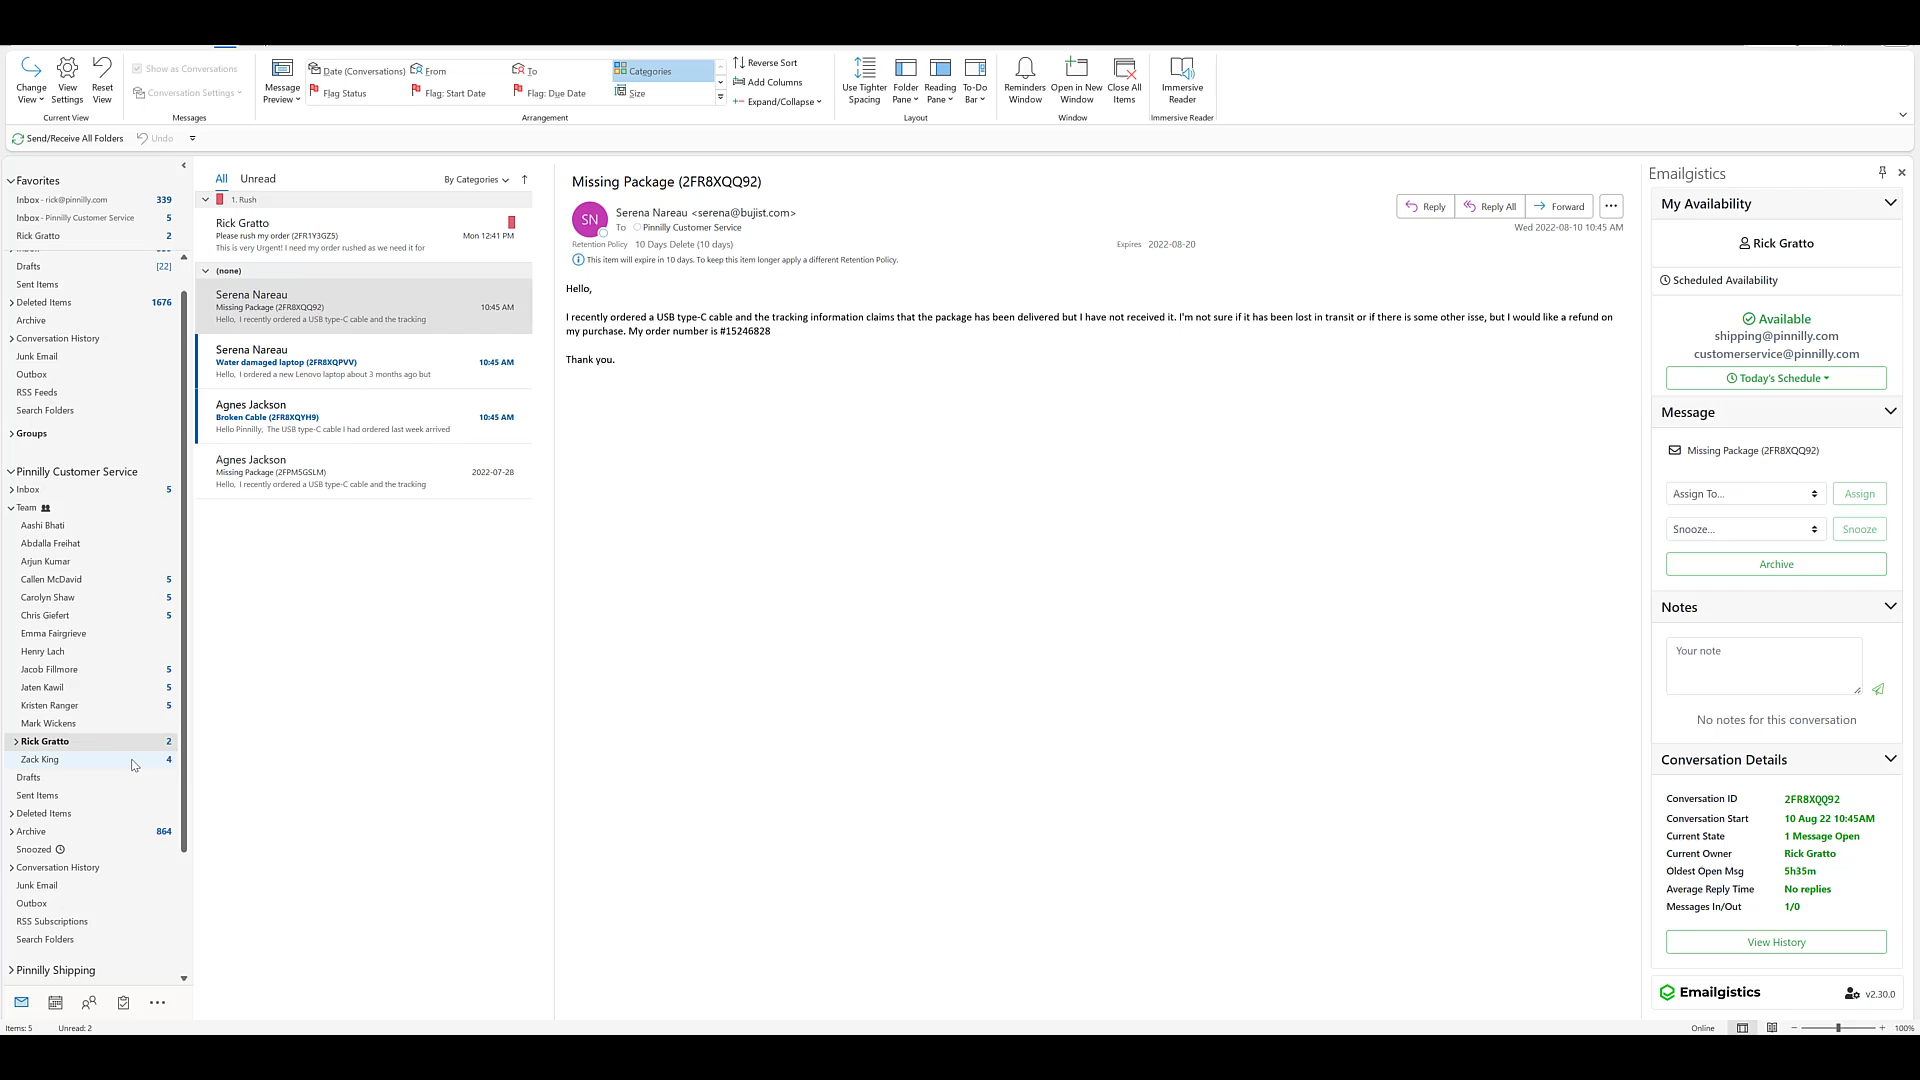 Change
View
View
Settings
Reset
View
Current View
Show as Conversations
Conversation Settings
Messages
Message
Preview
Date (Conversations)
From
To
Categories
Flag Status
Flag: Start Date
Flag: Due Date
Size
Reverse Sort
Add Columns
Expand/Collapse
Arrangement
Use Tighter
Spacing
Folder
Pane
Reading
Pane
To-Do
Bar
Layout
Reminders
Window
Open in New
Window
Close All
Items
Window
Immersive
Reader
Immersive Reader
Send/Receive All Folders
Undo
Favorites
Inbox - rick@pinnilly.com 339
Inbox - Pinnilly Customer Service 5
Rick Gratto 2
Drafts [22]
Sent Items
Deleted Items 1676
Archive
Conversation History
Junk Email
Outbox
RSS Feeds
Search Folders
Groups
Pinnilly Customer Service
Inbox 5
Team
Aashi Bhati
Abdalla Freihat
Arjun Kumar
Callen McDavid 5
Carolyn Shaw 5
Chris Giefert 5
Emma Fairgrieve
Henry Lach
Jacob Fillmore 5
Jaten Kawil 5
Kristen Ranger 5
Mark Wickens
Rick Gratto 2
Zack King 4
Drafts
Sent Items
Deleted Items
Archive 864
Snoozed
Conversation History
Junk Email
Outbox
RSS Subscriptions
Search Folders
Pinnilly Shipping
Items: 5 Unread: 2
All Unread By Categories
1. Rush
Rick Gratto
Please rush my order (2FR1Y3GZ5) Mon 12:41 PM
This is very Urgent! I need my order rushed as we need it for
(none)
Serena Nareau
Missing Package (2FR8XQQ92) 10:45 AM
Hello, I recently ordered a USB type-C cable and the tracking
Serena Nareau
Water damaged laptop (2FR8XQPVV) 10:45 AM
Hello, I ordered a new Lenovo laptop about 3 months ago but
Agnes Jackson
Broken Cable (2FR8XQYH9) 10:45 AM
Hello Pinnilly, The USB type-C cable I had ordered last week arrived
Agnes Jackson
Missing Package (2FPM5GSLM) 2022-07-28
Hello, I recently ordered a USB type-C cable and the tracking
Missing Package (2FR8XQQ92)
SN
Serena Nareau <serena@bujist.com>
To Pinnilly Customer Service
Reply
Reply All
Forward
Wed 2022-08-10 10:45 AM
Retention Policy 10 Days Delete (10 days) Expires 2022-08-20
This item will expire in 10 days. To keep this item longer apply a different Retention Policy.
Hello,
I recently ordered a USB type-C cable and the tracking information claims that the package has been delivered but I have not received it. I'm not sure if it has been lost in transit or if there is some other isse, but I would like a refund on
my purchase. My order number is #15246828
Thank you.
Emailgistics
My Availability
Rick Gratto
Scheduled Availability
Available
shipping@pinnilly.com
customerservice@pinnilly.com
Today's Schedule
Message
Missing Package (2FR8XQQ92)
Assign To... Assign
Snooze... Snooze
Archive
Notes
Your note
No notes for this conversation
Conversation Details
Conversation ID 2FR8XQQ92
Conversation Start 10 Aug 22 10:45AM
Current State 1 Message Open
Current Owner Rick Gratto
Oldest Open Msg 5h35m
Average Reply Time No replies
Messages In/Out 1/0
View History
Emailgistics v2.30.0
Online 100%